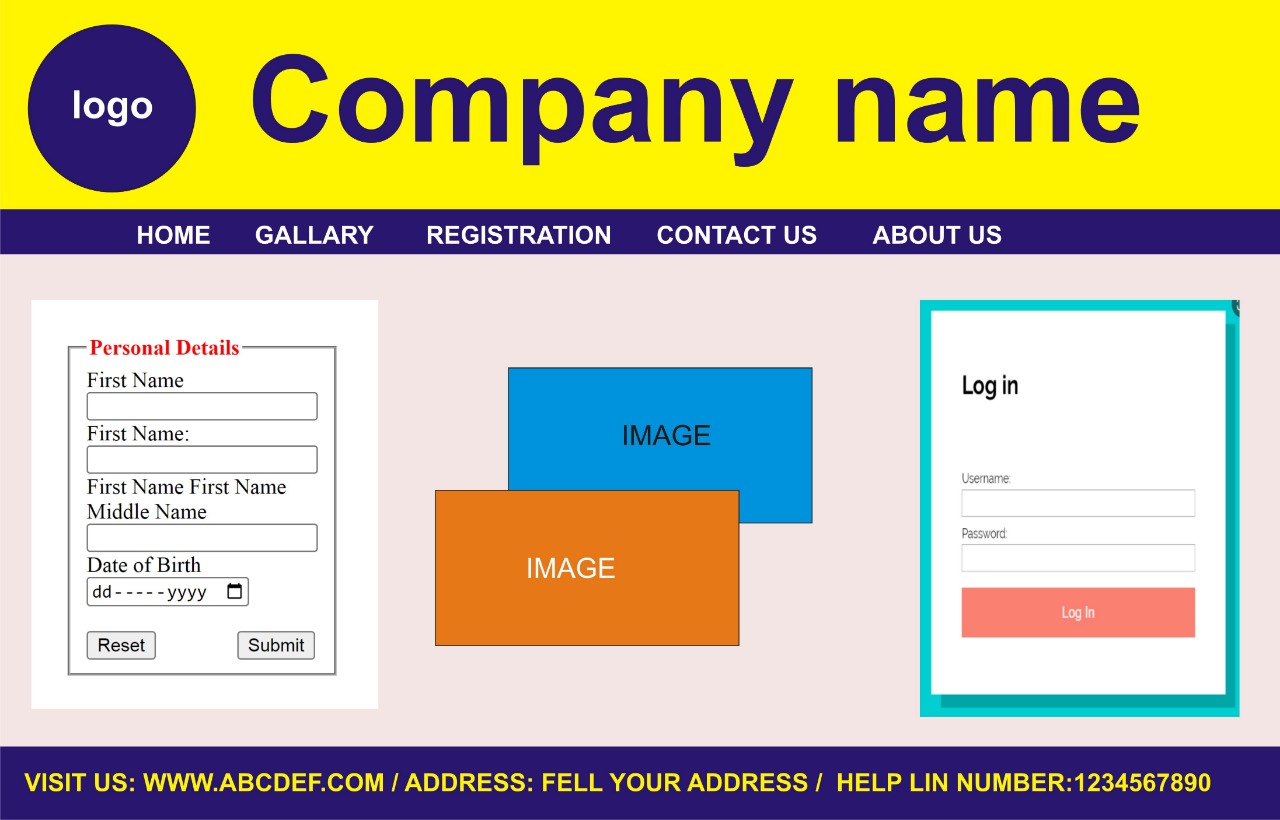 logo
Company name
HOME GALLARY REGISTRATION CONTACT US ABOUT US
Personal Details
First Name
First Name:
First Name First Name
Middle Name
Date of Birth
dd-----yyyy
Reset Submit
IMAGE
IMAGE
Log in
Username:
Password:
Log In
VISIT US: WWW.ABCDEF.COM / ADDRESS: FELL YOUR ADDRESS / HELP LIN NUMBER:1234567890